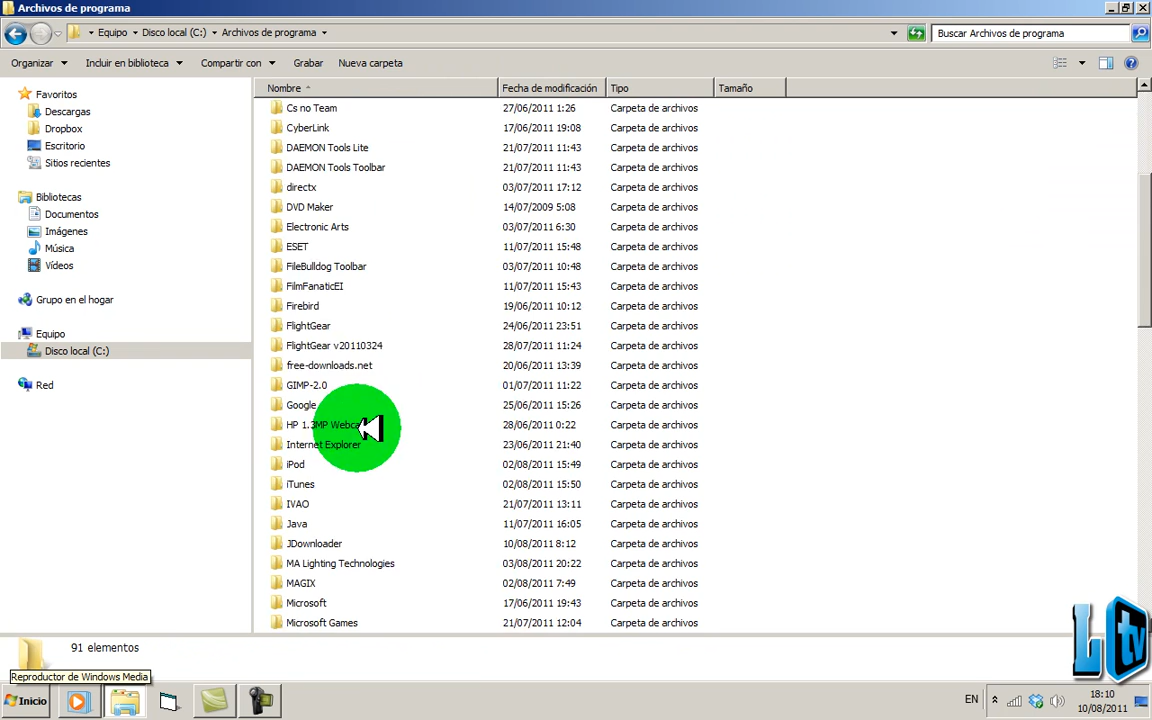 Archivos de programa
Equipo Disco local (C:) Archivos de programa
Buscar Archivos de programa
Organizar Incluir en biblioteca Compartir con Grabar Nueva carpeta
Nombre Fecha de modificación Tipo Tamaño
Favoritos
Descargas
Dropbox
Escritorio
Sitios recientes
Bibliotecas
Documentos
Imágenes
Música
Vídeos
Grupo en el hogar
Equipo
Disco local (C:)
Red
Cs no Team 27/06/2011 1:26 Carpeta de archivos
CyberLink 17/06/2011 19:08 Carpeta de archivos
DAEMON Tools Lite 21/07/2011 11:43 Carpeta de archivos
DAEMON Tools Toolbar 21/07/2011 11:43 Carpeta de archivos
directx 03/07/2011 17:12 Carpeta de archivos
DVD Maker 14/07/2009 5:08 Carpeta de archivos
Electronic Arts 03/07/2011 6:30 Carpeta de archivos
ESET 11/07/2011 15:48 Carpeta de archivos
FileBulldog Toolbar 03/07/2011 10:48 Carpeta de archivos
FilmFanaticEI 11/07/2011 15:43 Carpeta de archivos
Firebird 19/06/2011 10:12 Carpeta de archivos
FlightGear 24/06/2011 23:51 Carpeta de archivos
FlightGear v20110324 28/07/2011 11:24 Carpeta de archivos
free-downloads.net 20/06/2011 13:39 Carpeta de archivos
GIMP-2.0 01/07/2011 11:22 Carpeta de archivos
Google 25/06/2011 15:26 Carpeta de archivos
HP 1.3MP 28/06/2011 0:22 Carpeta de archivos
Internet Explorer 23/06/2011 21:40 Carpeta de archivos
iPod 02/08/2011 15:49 Carpeta de archivos
iTunes 02/08/2011 15:50 Carpeta de archivos
IVAO 21/07/2011 13:11 Carpeta de archivos
Java 11/07/2011 16:05 Carpeta de archivos
JDownloader 10/08/2011 8:12 Carpeta de archivos
MA Lighting Technologies 03/08/2011 20:22 Carpeta de archivos
MAGIX 02/08/2011 7:49 Carpeta de archivos
Microsoft 17/06/2011 19:43 Carpeta de archivos
Microsoft Games 21/07/2011 12:04 Carpeta de archivos
91 elementos
Reproductor de Windows Media
Inicio
EN
18:10
10/08/2011
L tv